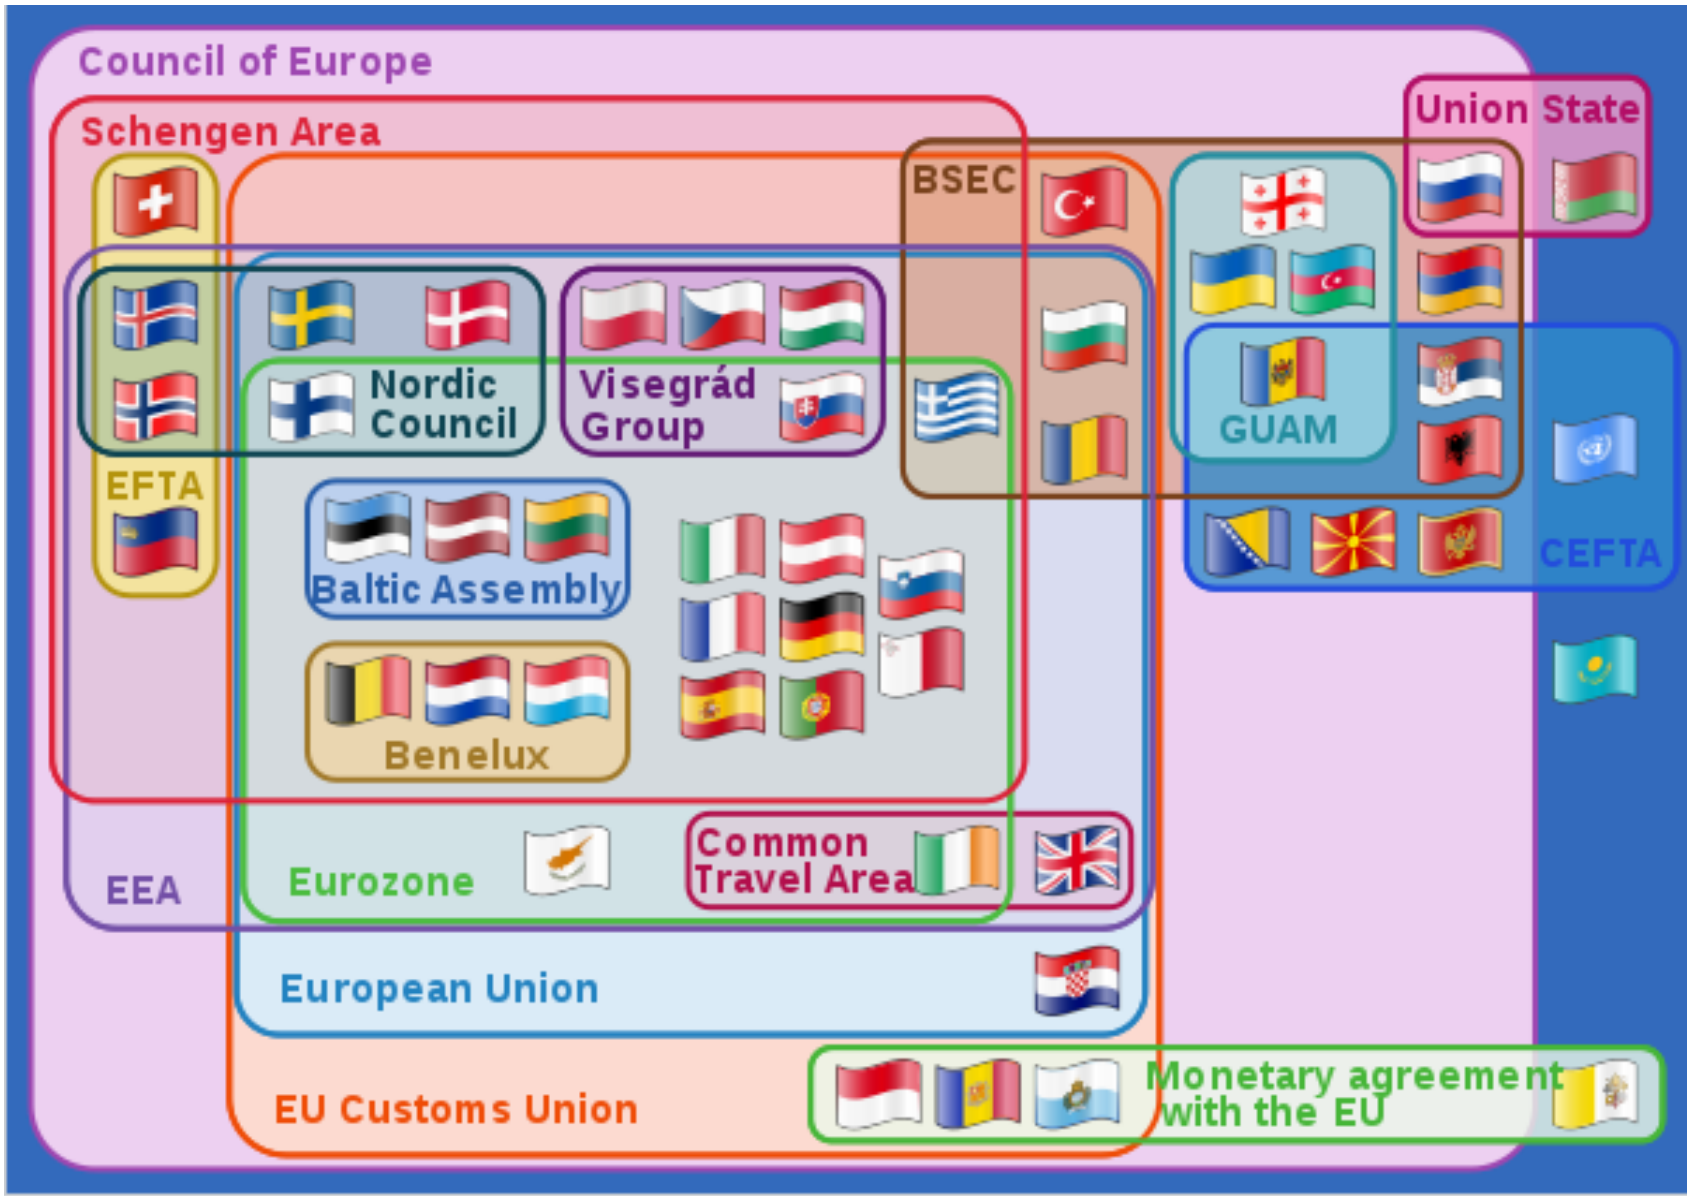 Council of Europe
Union State
Schengen Area
BSEC
Nordic
Council
Visegrád
Group
GUAM
EFTA
CEFTA
Baltic Assembly
Benelux
Common
Travel Area
Eurozone
EEA
European Union
Monetary agreement
with the EU
EU Customs Union